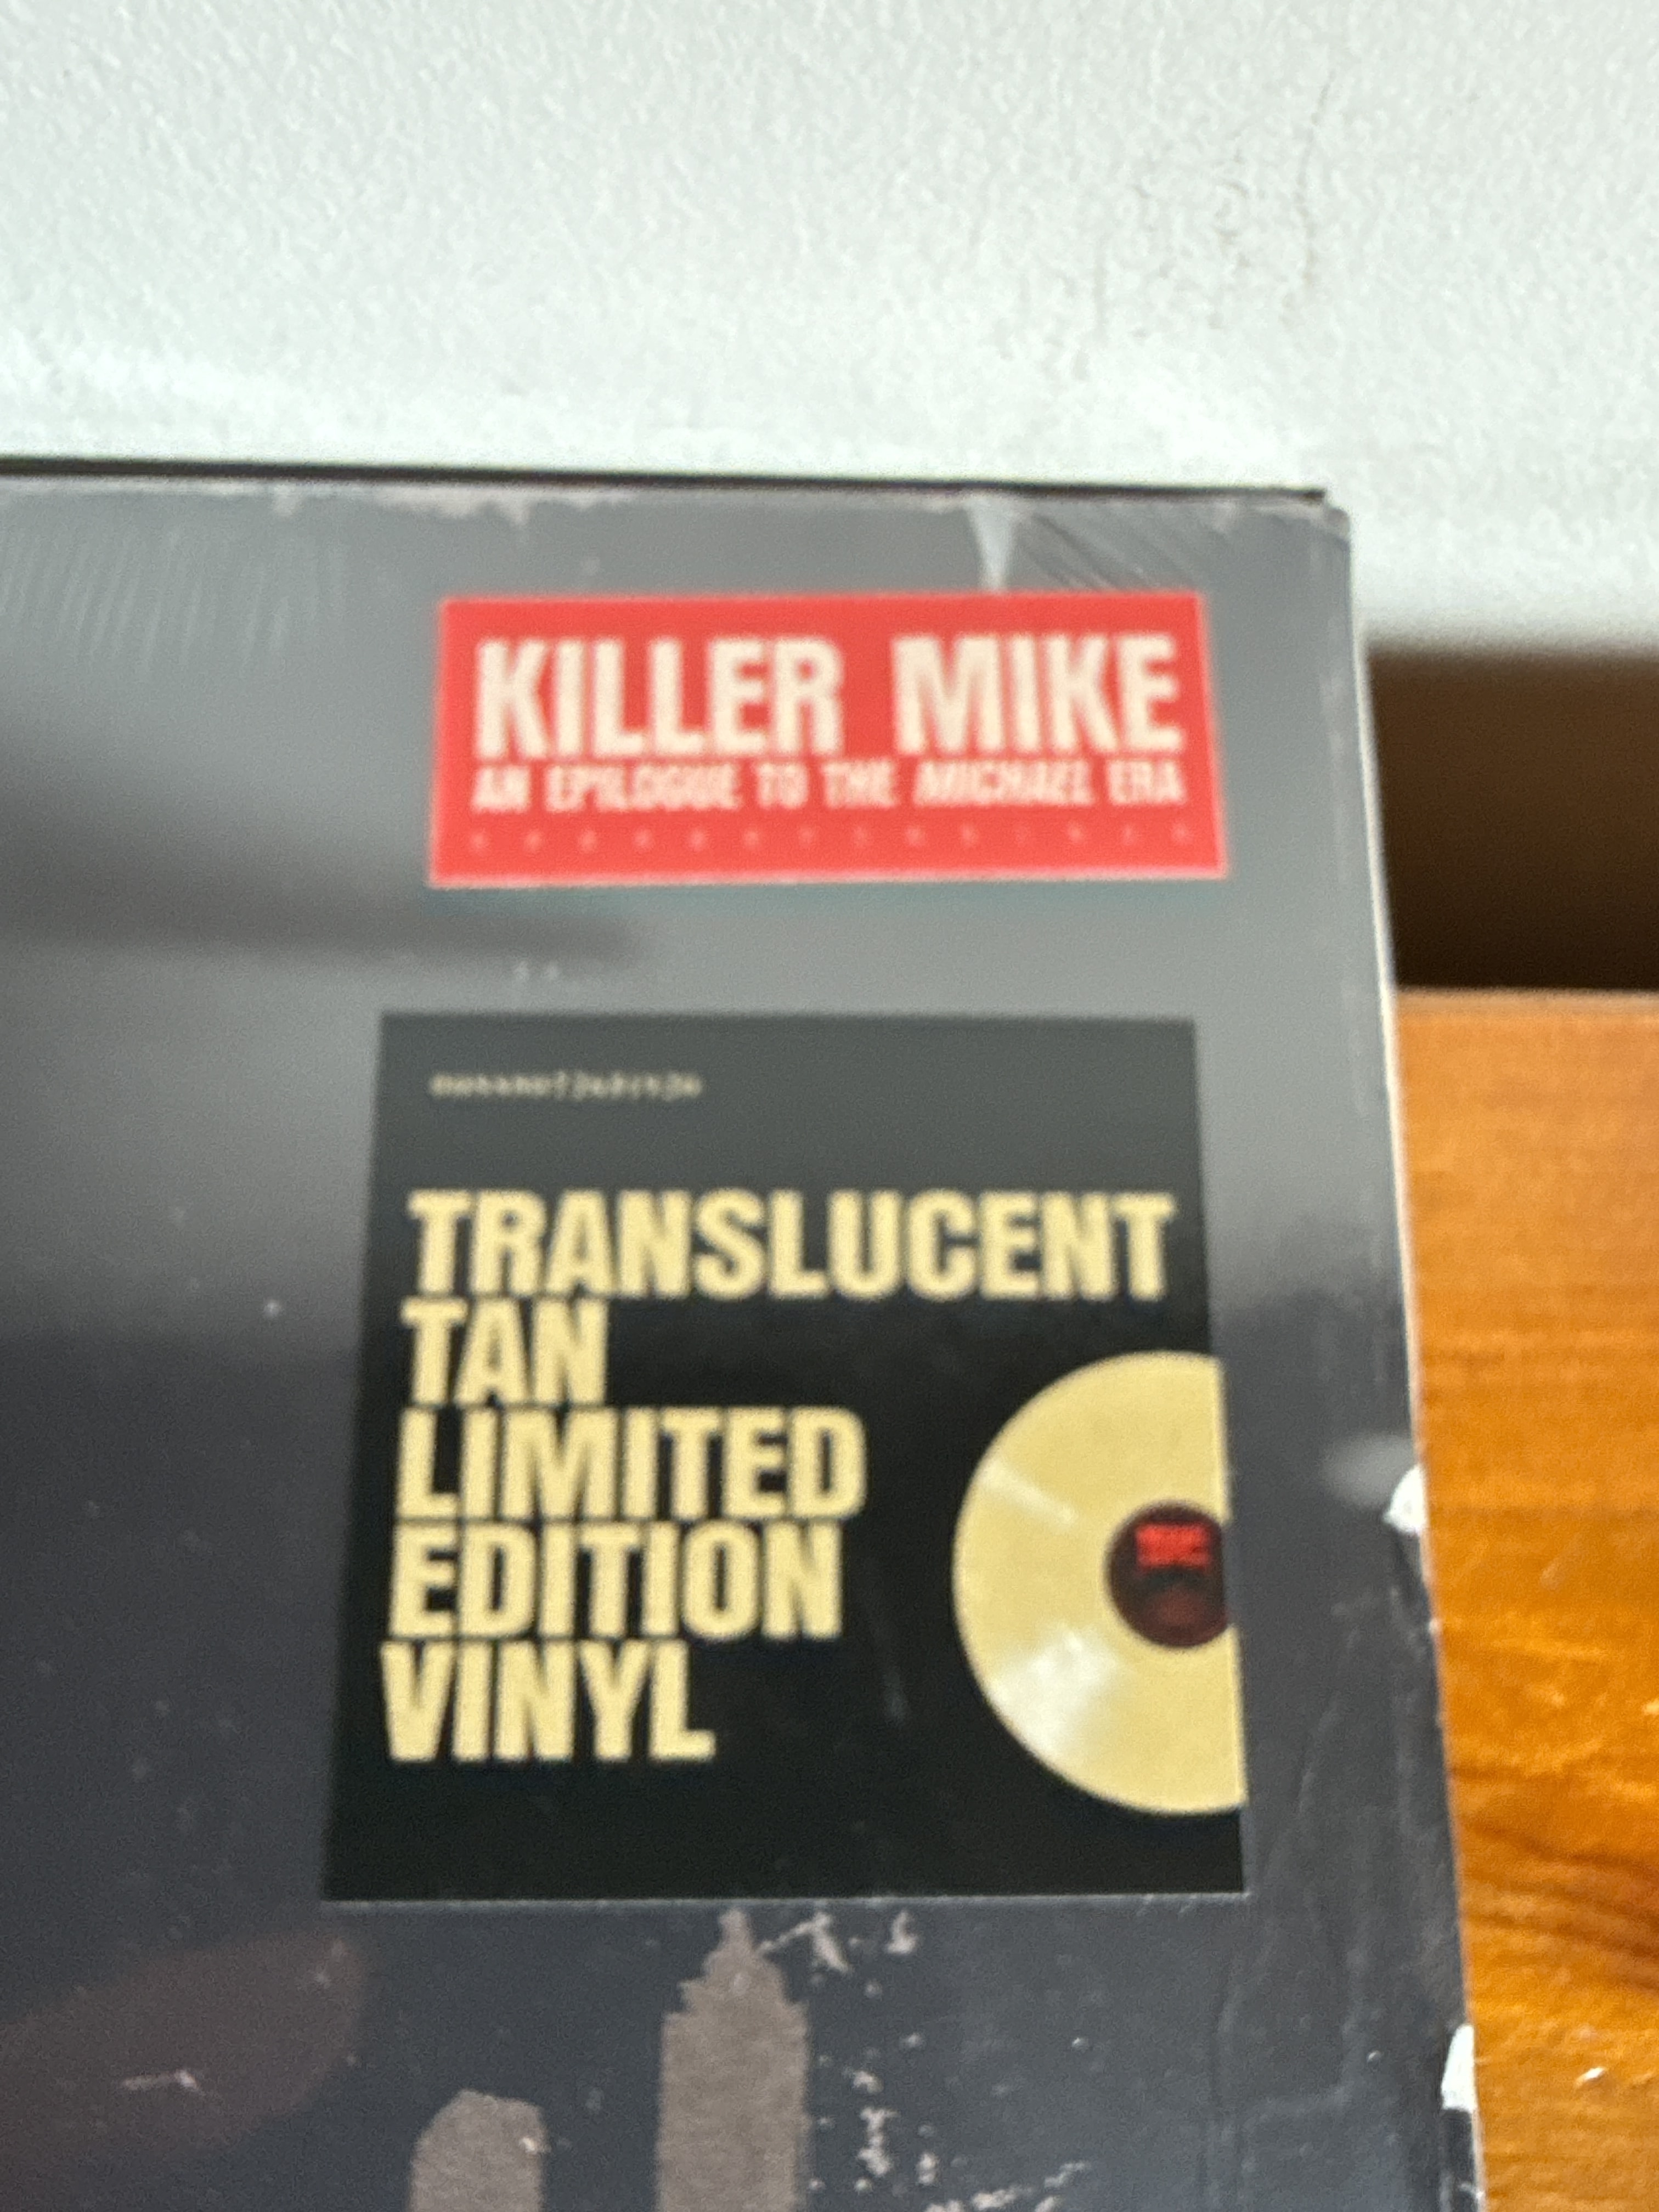 KILLER MIKE
AN EPILOGUE TO THE MICHAEL ERA
TRANSLUCENT
TAN
LIMITED
EDITION
VINYL